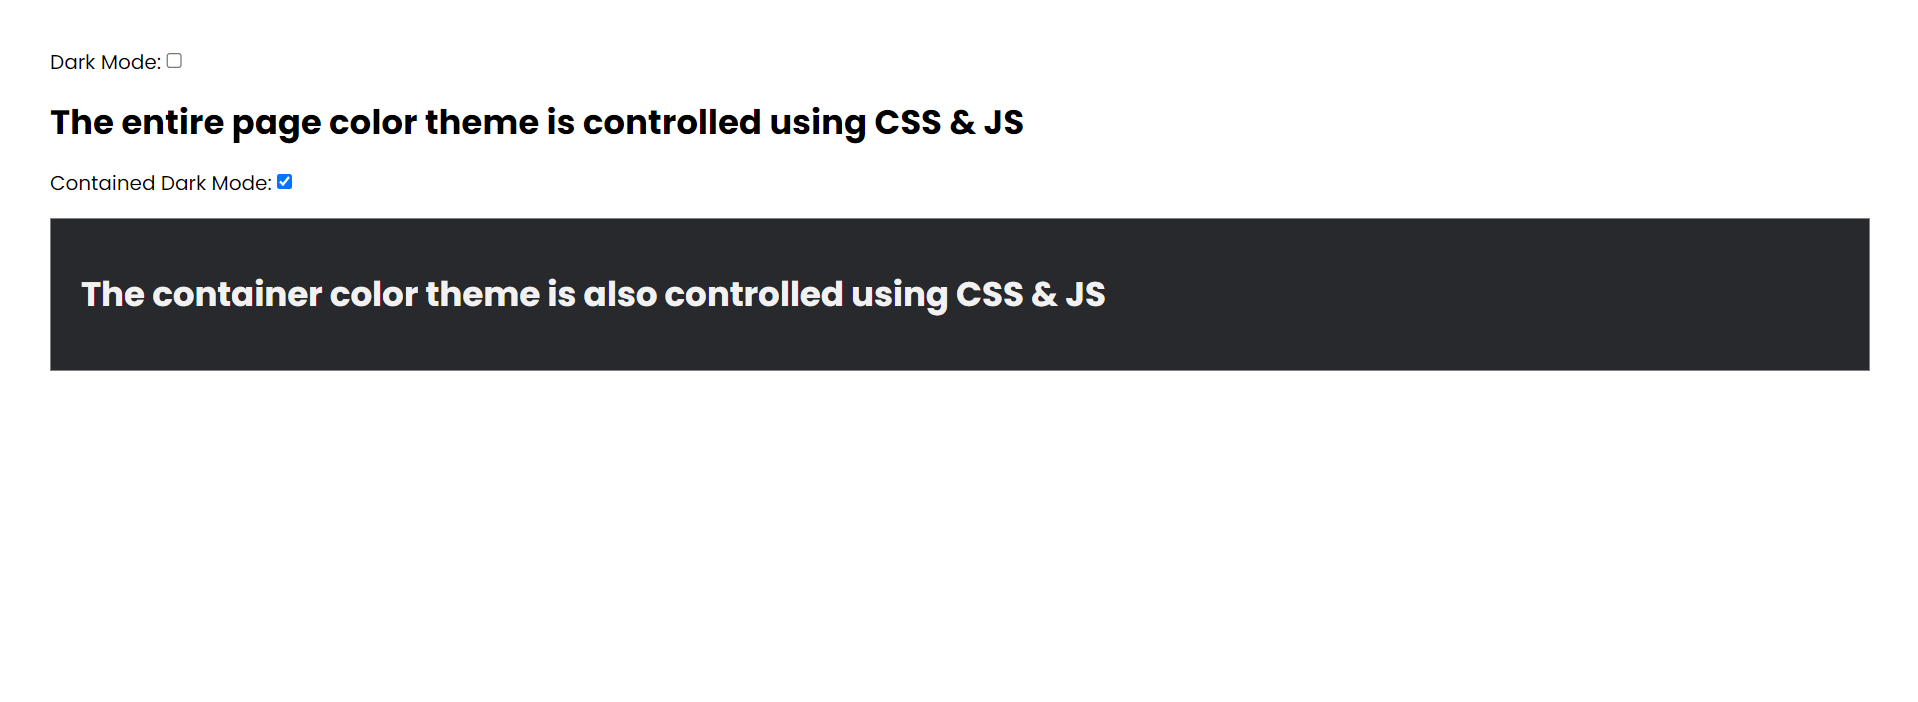 Dark Mode:
The entire page color theme is controlled using CSS & JS
Contained Dark Mode:
The container color theme is also controlled using CSS & JS